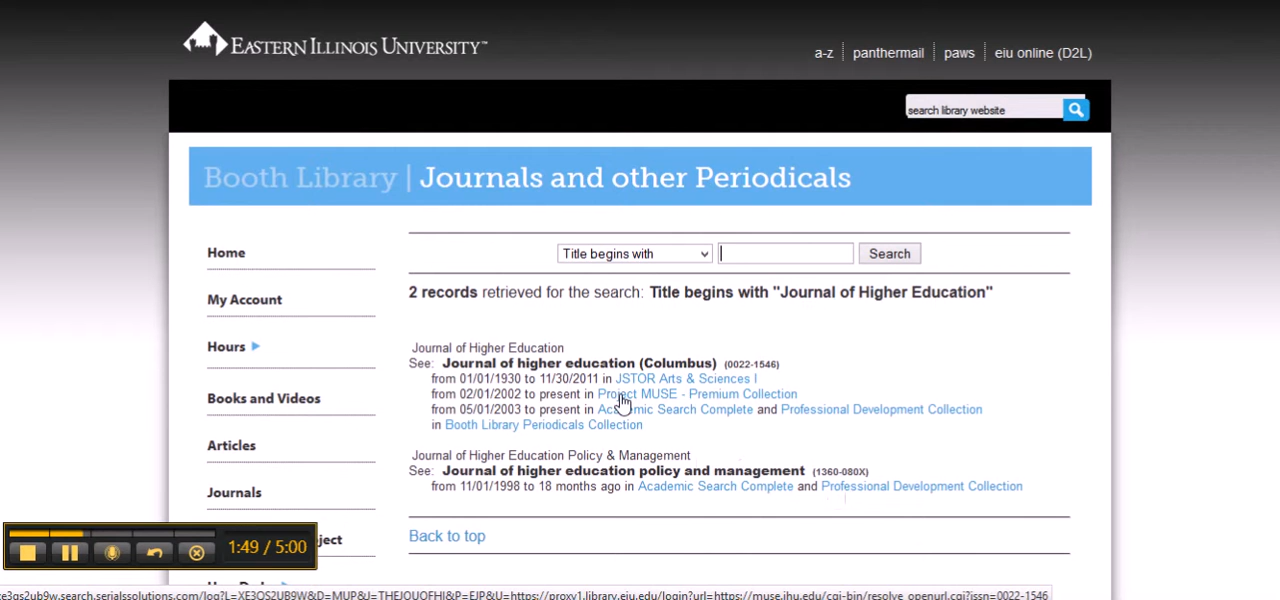 EASTERN ILLINOIS UNIVERSITY™
a-z panthermail paws eiu online (D2L)
search library website
Booth Library | Journals and other Periodicals
Home
My Account
Hours
Books and Videos
Articles
Journals
ject
Title begins with Search
2 records retrieved for the search: Title begins with "Journal of Higher Education"
Journal of Higher Education
See: Journal of higher education (Columbus) (0022-1546)
from 01/01/1930 to 11/30/2011 in JSTOR Arts & Sciences I
from 02/01/2002 to present in Project MUSE - Premium Collection
from 05/01/2003 to present in Academic Search Complete and Professional Development Collection
in Booth Library Periodicals Collection
Journal of Higher Education Policy & Management
See: Journal of higher education policy and management (1360-080X)
from 11/01/1998 to 18 months ago in Academic Search Complete and Professional Development Collection
Back to top
1:49 / 5:00